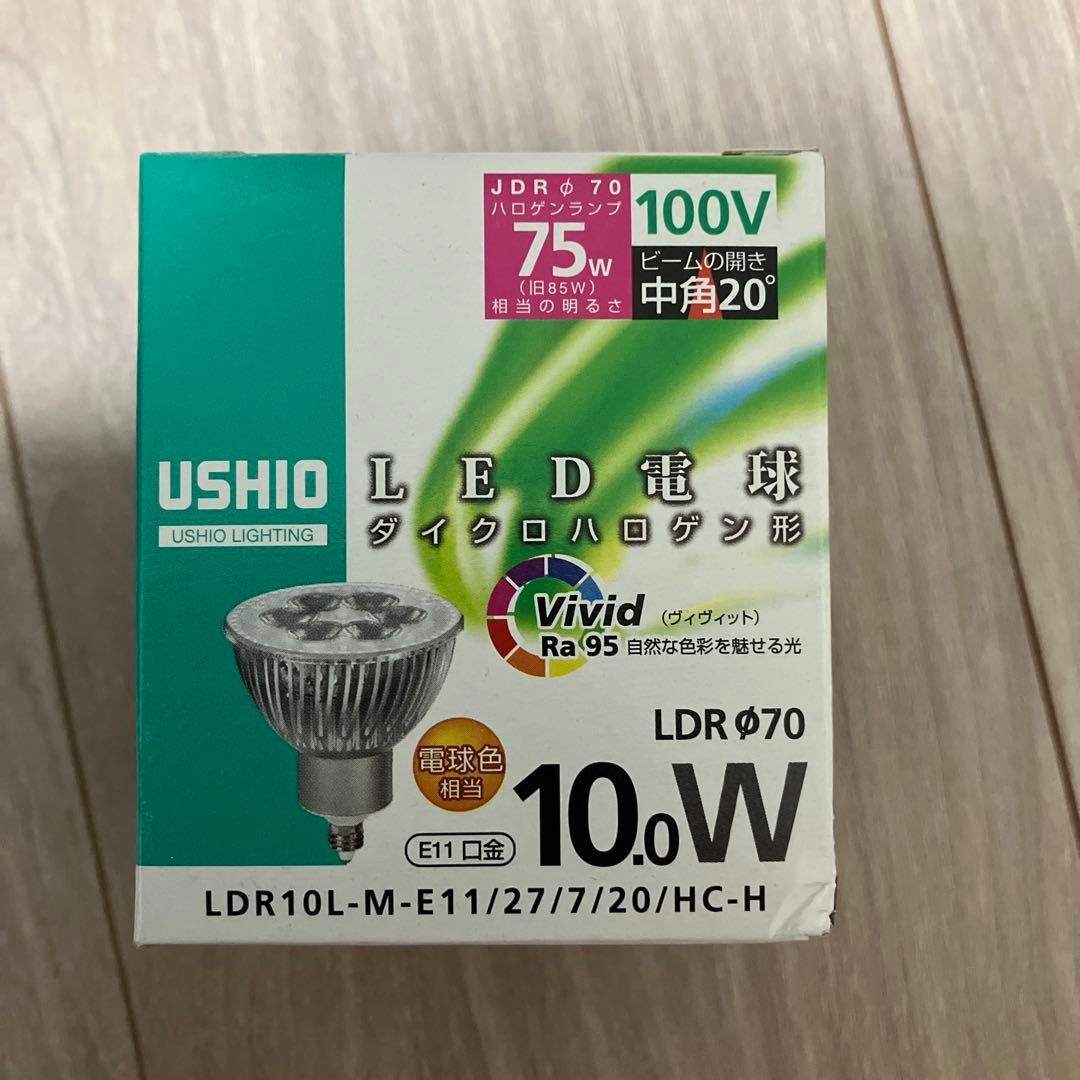 JDRφ70
ハロゲンランプ
75W
(旧85W)
相当の明るさ
100V
ビームの開き
中角20°
USHIO
USHIO LIGHTING
LED電球
ダイクロハロゲン形
Vivid (ヴィヴィット)
Ra 95 自然な色彩を魅せる光
LDR φ70
電球色
相当
E11 口金
10.0W
LDR10L-M-E11/27/7/20/HC-H